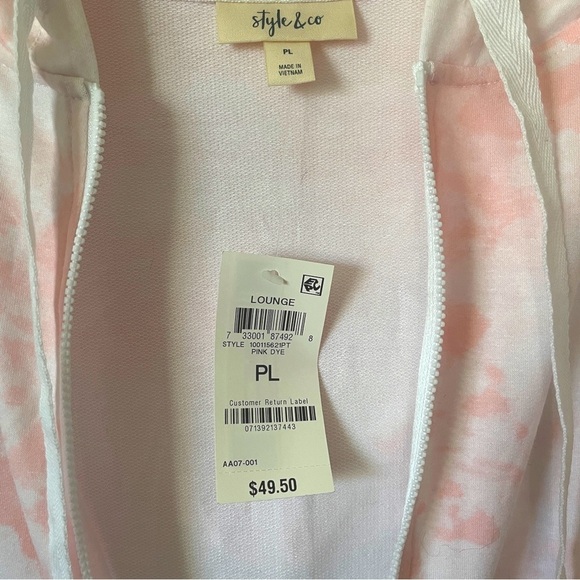 style & co
PL
MADE IN
VIETNAM
LOUNGE
7 33001 87492 8
STYLE 100115621PT
PINK DYE
PL
Customer Return Label
071392137443
AA07-001
$49.50